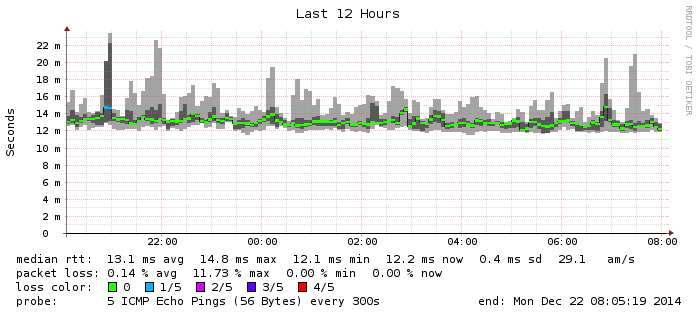 Last 12 Hours
RRDTOOL / TOBI OETIKER
Seconds
22 m
20 m
18 m
16 m
14 m
12 m
10 m
8 m
6 m
4 m
2 m
0
22:00 00:00 02:00 04:00 06:00 08:00
median rtt: 13.1 ms avg 14.8 ms max 12.1 ms min 12.2 ms now 0.4 ms sd 29.1 am/s
packet loss: 0.14 % avg 11.73 % max 0.00 % min 0.00 % now
loss color: 0 1/5 2/5 3/5 4/5
probe: 5 ICMP Echo Pings (56 Bytes) every 300s end: Mon Dec 22 08:05:19 2014